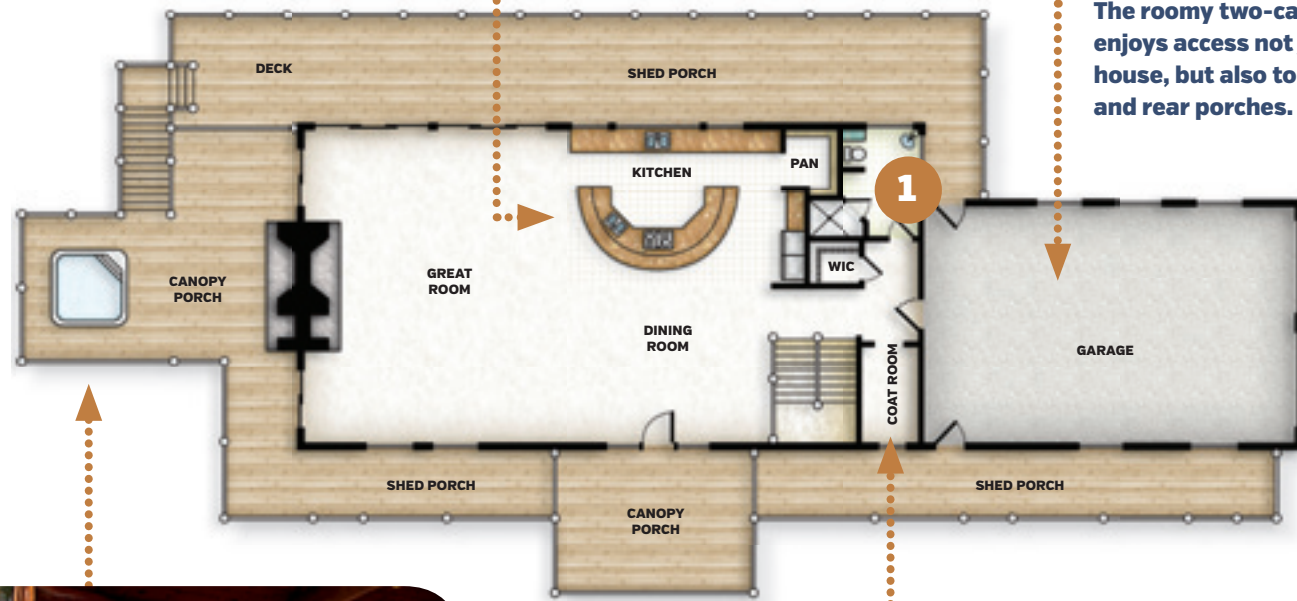 The roomy two-ca
enjoys access not
house, but also to
and rear porches.
DECK
SHED PORCH
KITCHEN
PAN
1
WIC
CANOPY
PORCH
GREAT
ROOM
DINING
ROOM
COAT ROOM
GARAGE
SHED PORCH
CANOPY
PORCH
SHED PORCH